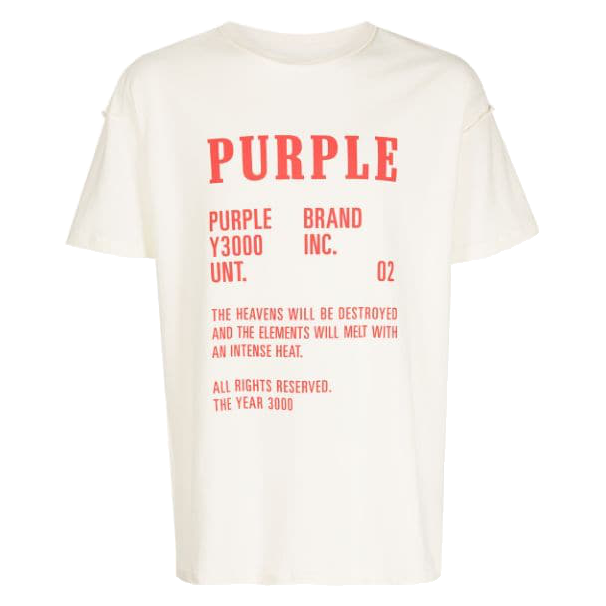 PURPLE
PURPLE BRAND
Y3000 INC.
UNT. 02
THE HEAVENS WILL BE DESTROYED
AND THE ELEMENTS WILL MELT WITH
AN INTENSE HEAT.
ALL RIGHTS RESERVED.
THE YEAR 3000